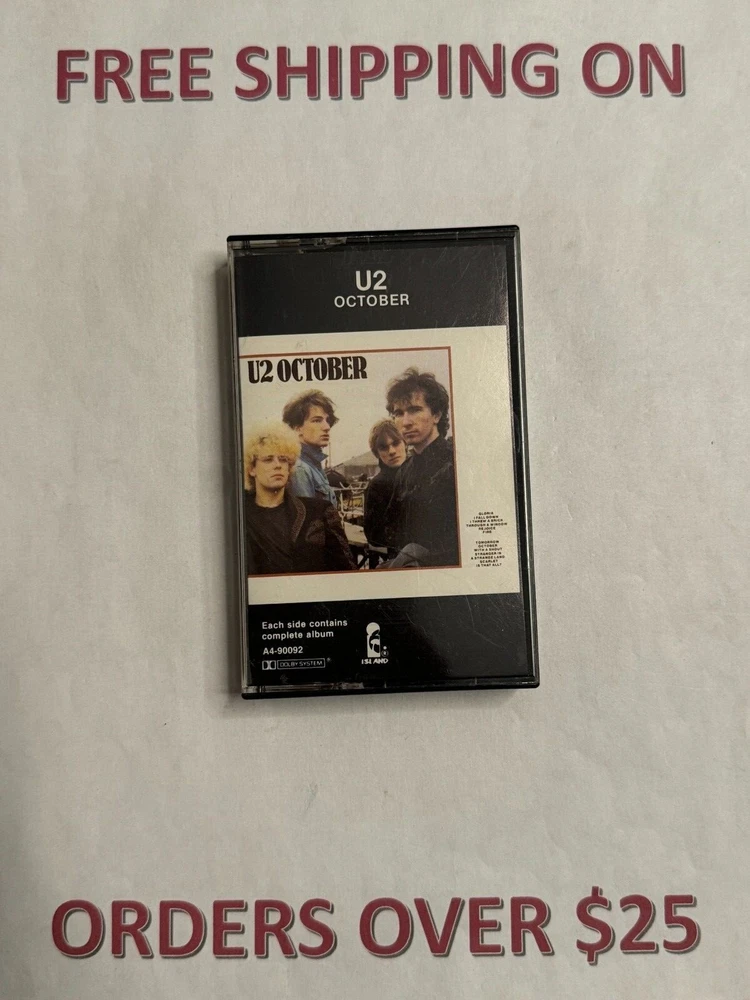 FREE SHIPPING ON
U2
OCTOBER
U2 OCTOBER
GLORIA
I FALL DOWN
I THREW A BRICK
THROUGH A WINDOW
REJOICE
FIRE
TOMORROW
OCTOBER
WITH A SHOUT
STRANGER IN
A STRANGE LAND
SCARLET
IS THAT ALL?
Each side contains
complete album
A4-90092
DOLBY SYSTEM®
ISLAND
ORDERS OVER $25